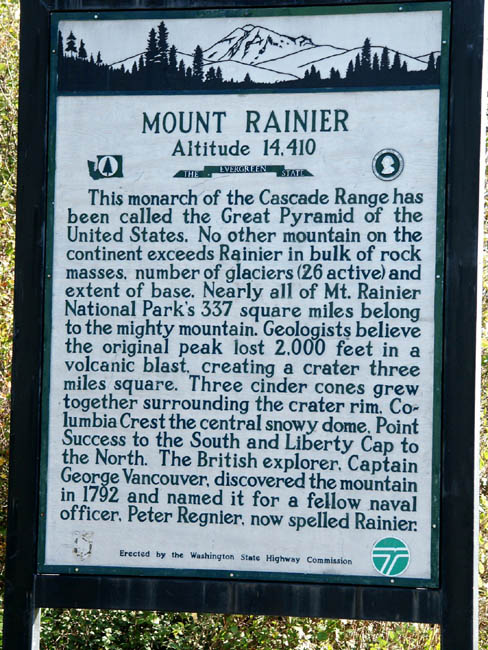 MOUNT RAINIER
Altitude 14,410
THE EVERGREEN STATE
This monarch of the Cascade Range has
been called the Great Pyramid of the
United States. No other mountain on the
continent exceeds Rainier in bulk of rock
masses, number of glaciers (26 active) and
extent of base. Nearly all of Mt. Rainier
National Park's 337 square miles belong
to the mighty mountain. Geologists believe
the original peak lost 2,000 feet in a
volcanic blast, creating a crater three
miles square. Three cinder cones grew
together surrounding the crater rim, Co-
lumbia Crest the central snowy dome, Point
Success to the South and Liberty Cap to
the North. The British explorer, Captain
George Vancouver, discovered the mountain
in 1792 and named it for a fellow naval
officer, Peter Regnier, now spelled Rainier.
Erected by the Washington State Highway Commission